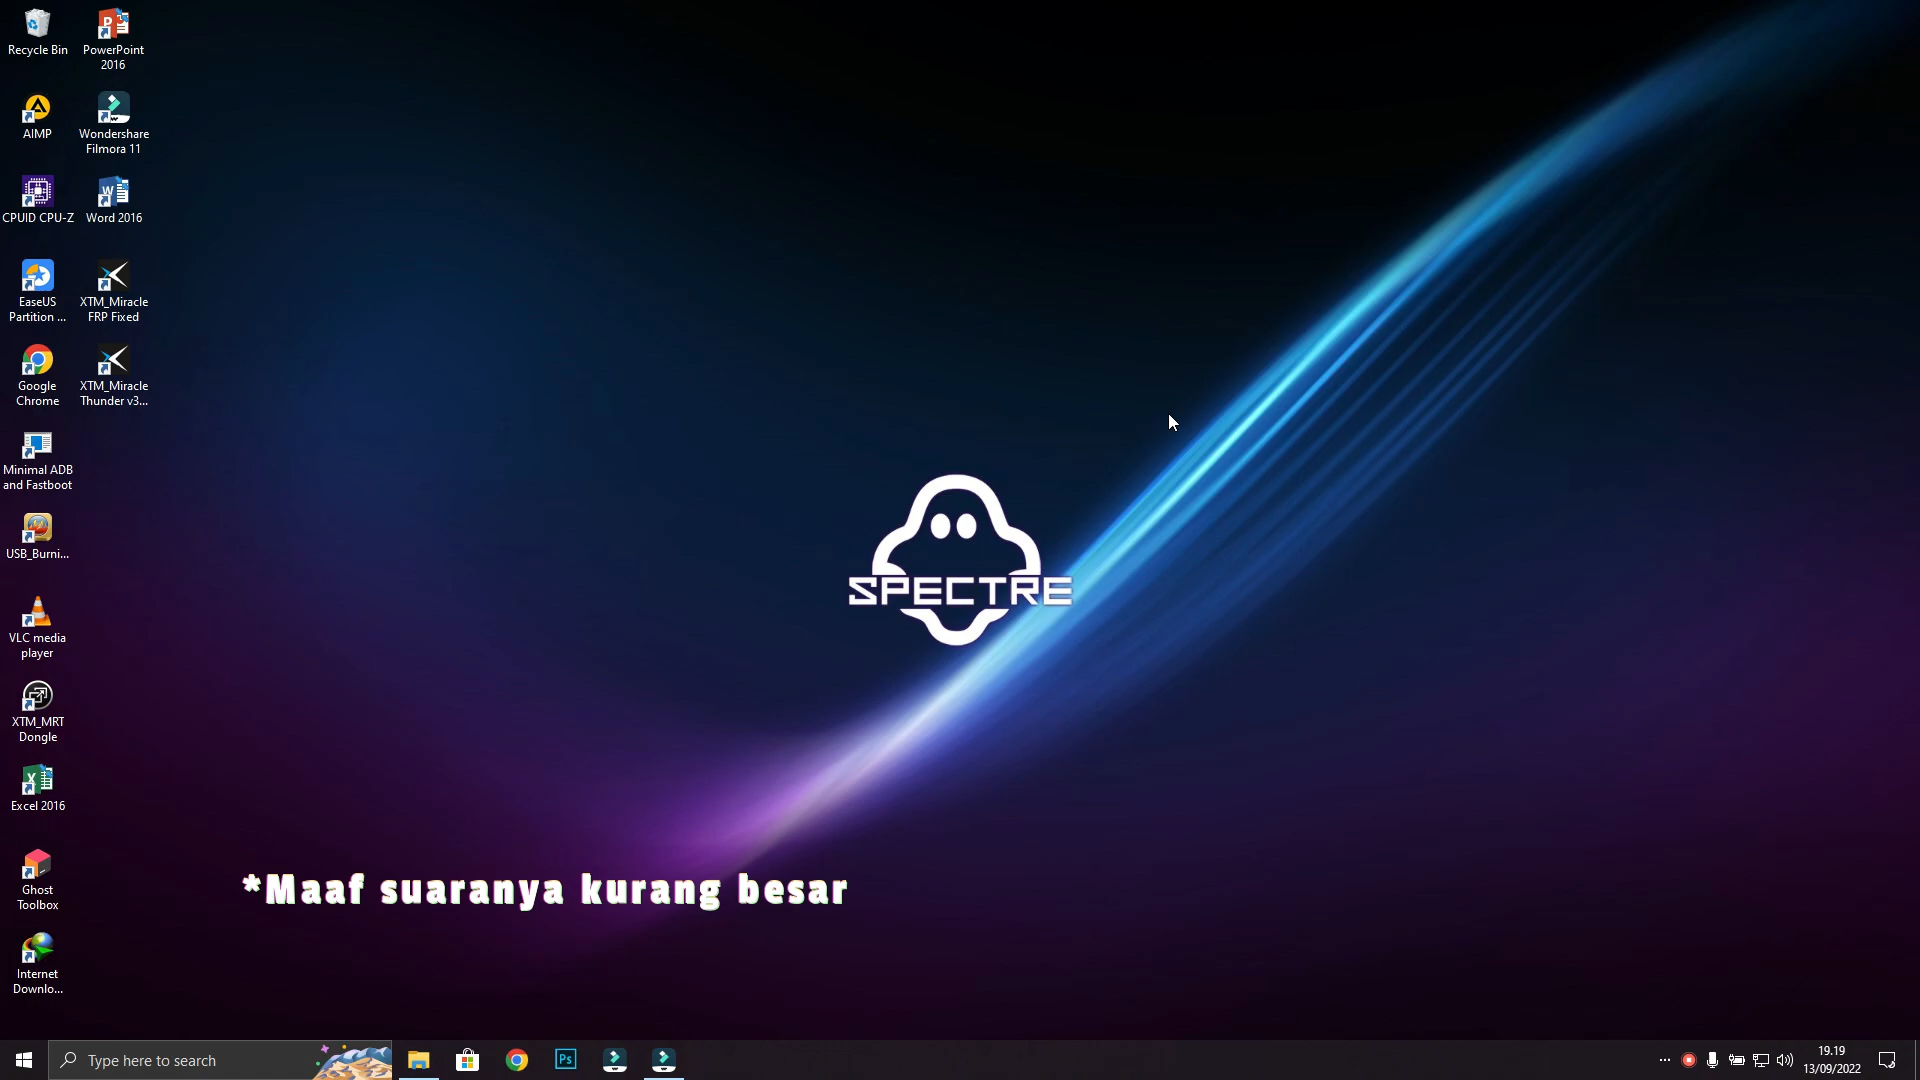 Recycle Bin
PowerPoint
2016
AIMP
Wondershare
Filmora 11
CPUID CPU-Z
Word 2016
EaseUS
Partition ...
XTM_Miracle
FRP Fixed
Google
Chrome
XTM_Miracle
Thunder v3...
Minimal ADB
and Fastboot
USB_Burni...
VLC media
player
XTM_MRT
Dongle
Excel 2016
Ghost
Toolbox
Internet
Downlo...
SPECTRE
*Maaf suaranya kurang besar
Type here to search
Ps
19.19
13/09/2022